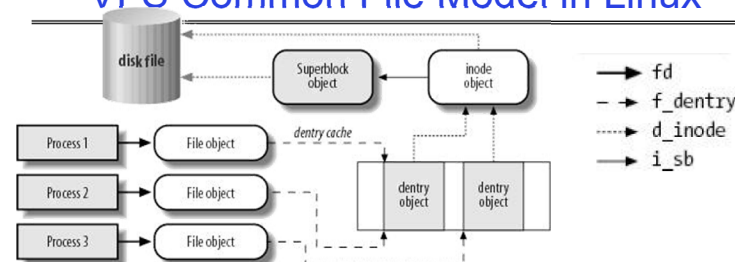 VFS Common File Model in Linux
disk file
Superblock
object
inode
object
fd
f_dentry
d_inode
i_sb
dentry cache
Process 1
File object
Process 2
File object
dentry
object
dentry
object
Process 3
File object